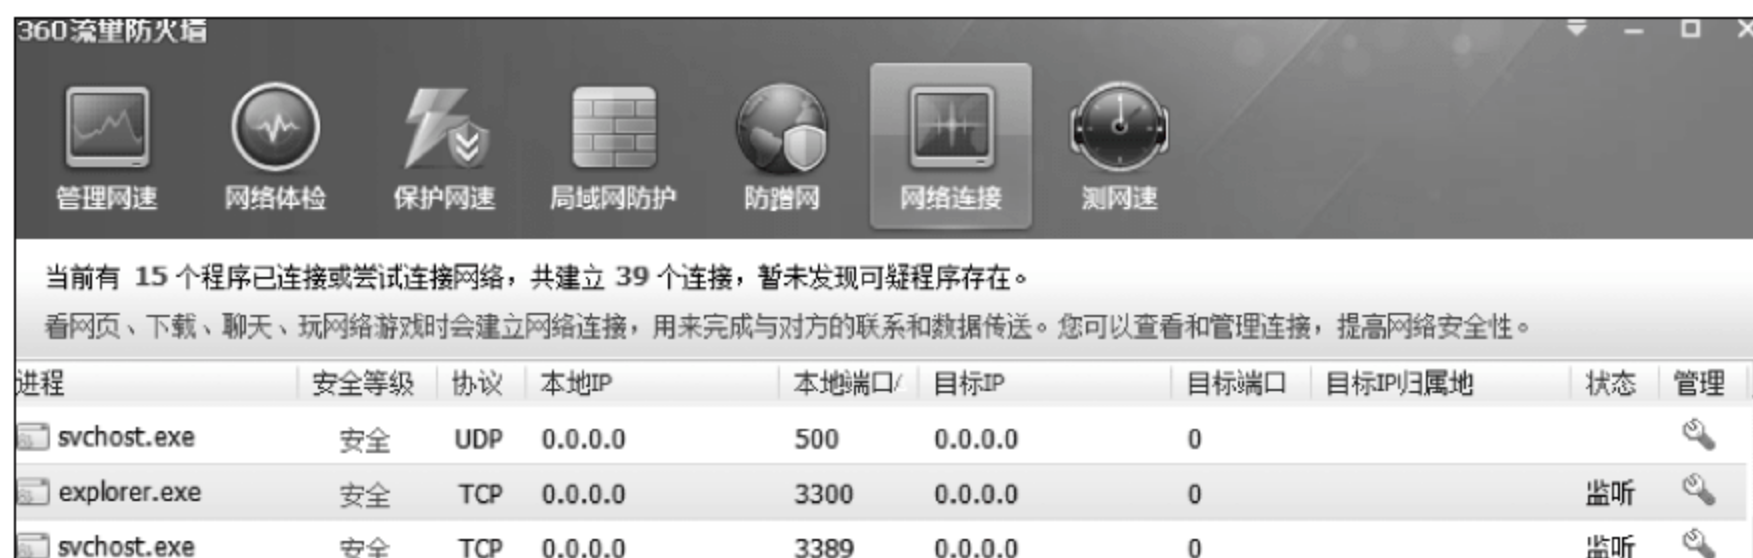 360流量防火墙
管理网速 网络体检 保护网速 局域网防护 防蹭网 网络连接 测网速
当前有 15 个程序已连接或尝试连接网络，共建立 39 个连接，暂未发现可疑程序存在。
看网页、下载、聊天、玩网络游戏时会建立网络连接，用来完成与对方的联系和数据传送。您可以查看和管理连接，提高网络安全性。
进程 安全等级 协议 本地IP 本地端口 目标IP 目标端口 目标IP归属地 状态 管理
svchost.exe 安全 UDP 0.0.0.0 500 0.0.0.0 0
explorer.exe 安全 TCP 0.0.0.0 3300 0.0.0.0 0 监听
svchost.exe 安全 TCP 0.0.0.0 3389 0.0.0.0 0 监听